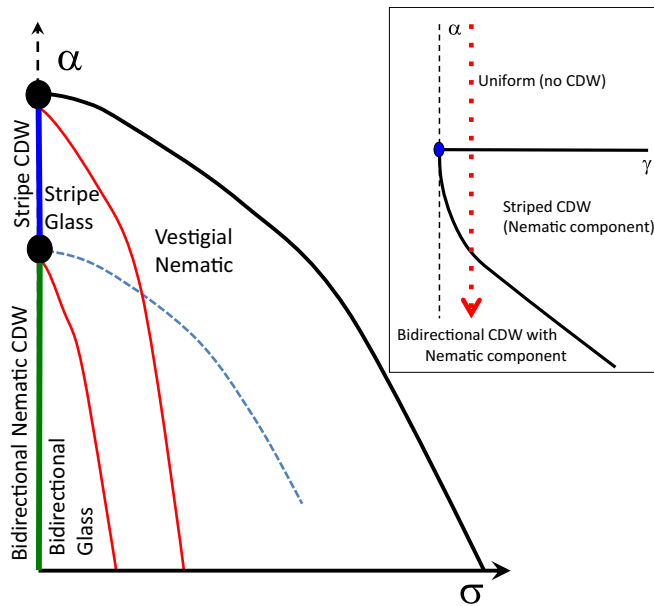 α
Stripe CDW
Stripe
Glass
Vestigial
Nematic
Bidirectional Nematic CDW
Bidirectional
Glass
σ
α
Uniform (no CDW)
γ
Striped CDW
(Nematic component)
Bidirectional CDW with
Nematic component